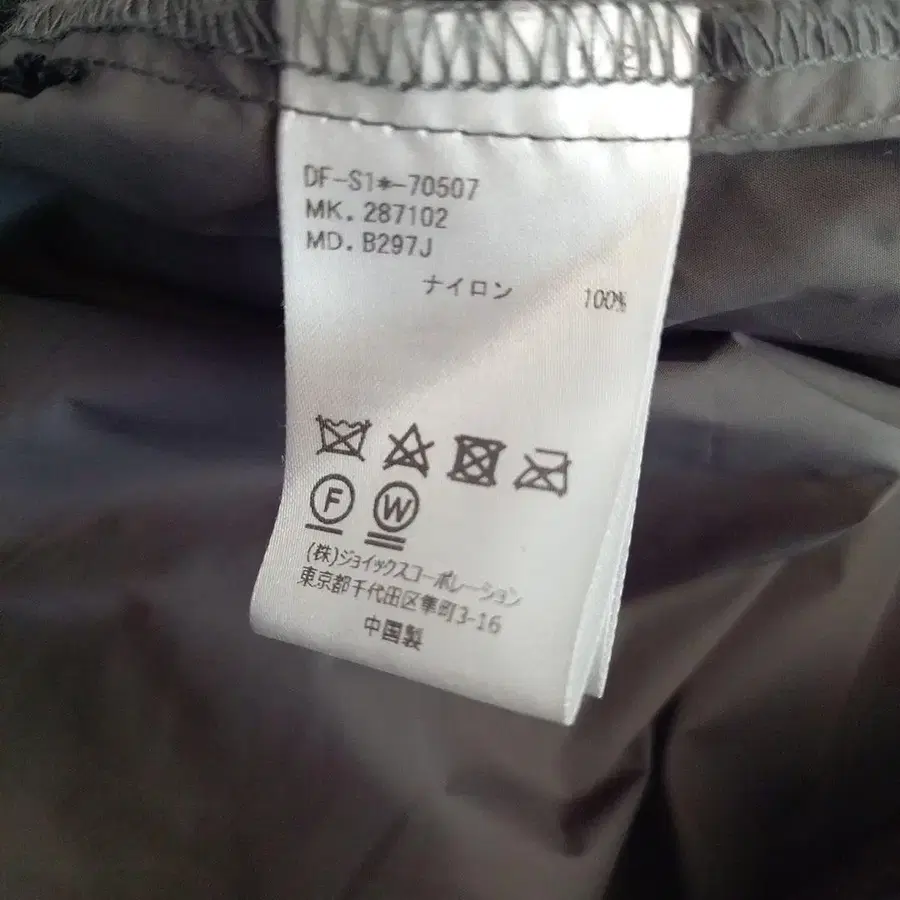 DF-S1*-70507
MK. 287102
MD. B297J
ナイロン 100%
F W
(株)ジョイックスコーポレーション
東京都千代田区隼町3-16
中国製